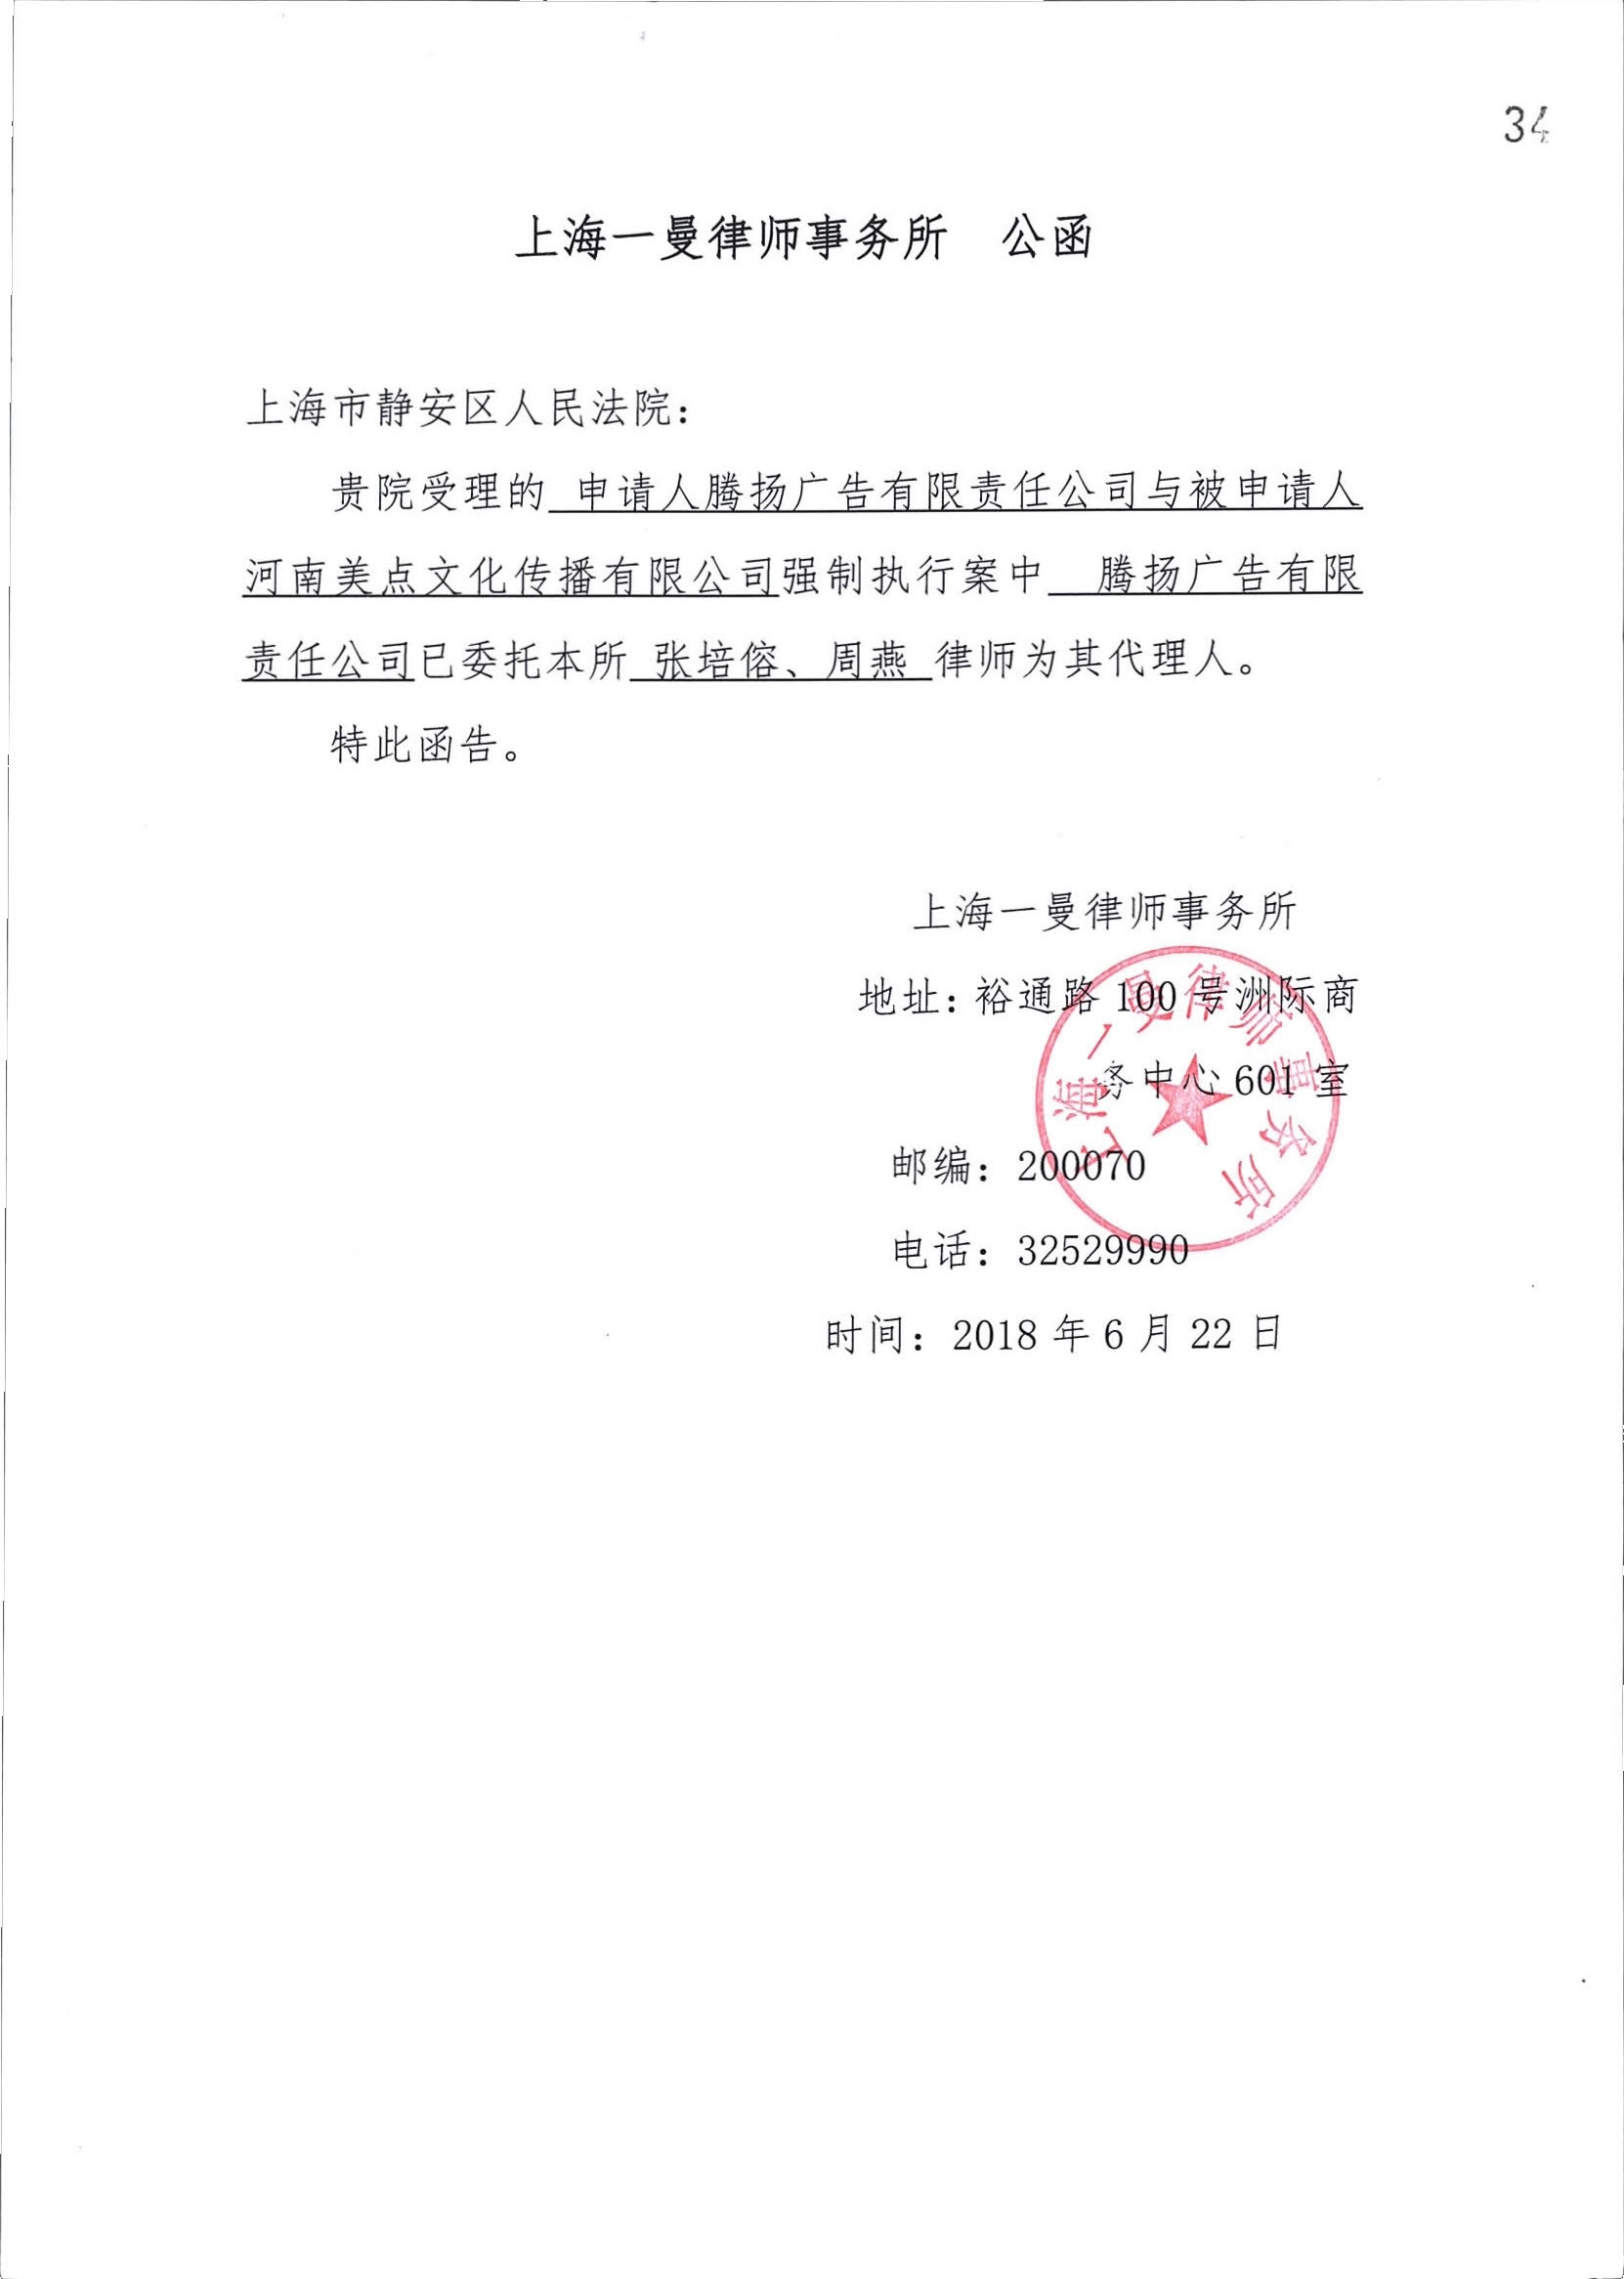 34
上海一曼律师事务所　公函
上海市静安区人民法院：
贵院受理的 申请人腾扬广告有限责任公司与被申请人
河南美点文化传播有限公司强制执行案中　腾扬广告有限
责任公司已委托本所 张培傛、周燕 律师为其代理人。
特此函告。
上海一曼律师事务所
地址：裕通路 100 号洲际商
务中心 601 室
邮编：200070
电话：32529990
时间：2018 年 6 月 22 日
上海一曼律师事务所